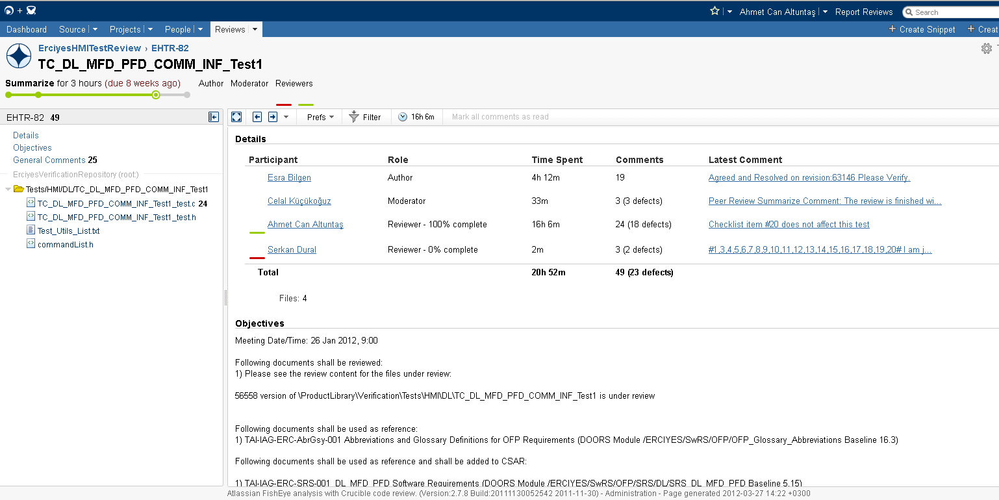 +
Ahmet Can Altuntaş Report Reviews Search
Dashboard Source Projects People Reviews + Create Snippet + Creat
ErciyesHMITestReview › EHTR-82
TC_DL_MFD_PFD_COMM_INF_Test1
Summarize for 3 hours (due 8 weeks ago) Author Moderator Reviewers
EHTR-82 49
Prefs Filter 16h 6m Mark all comments as read
Details
Objectives
General Comments 25
ErciyesVerificationRepository (root:)
Tests/HMI/DL/TC_DL_MFD_PFD_COMM_INF_Test1
TC_DL_MFD_PFD_COMM_INF_Test1_test.c 24
TC_DL_MFD_PFD_COMM_INF_Test1_test.h
Test_Utils_List.txt
commandList.h
Details
Participant Role Time Spent Comments Latest Comment
Esra Bilgen Author 4h 12m 19 Agreed and Resolved on revision:63146 Please Verify.
Celal Küçükoğuz Moderator 33m 3 (3 defects) Peer Review Summarize Comment: The review is finished wi...
Ahmet Can Altuntaş Reviewer - 100% complete 16h 6m 24 (18 defects) Checklist item #20 does not affect this test
Serkan Dural Reviewer - 0% complete 2m 3 (2 defects) #1,3,4,5,6,7,8,9,10,11,12,13,14,15,16,17,18,19,20# I am j...
Total 20h 52m 49 (23 defects)
Files: 4
Objectives
Meeting Date/Time: 26 Jan 2012, 9:00
Following documents shall be reviewed:
1) Please see the review content for the files under review:
56558 version of \ProductLibrary\Verification\Tests\HMI\DL\TC_DL_MFD_PFD_COMM_INF_Test1 is under review
Following documents shall be used as reference:
1) TAI-IAG-ERC-AbrGsy-001 Abbreviations and Glossary Definitions for OFP Requirements (DOORS Module /ERCIYES/SwRS/OFP/OFP_Glossary_Abbreviations Baseline 16.3)
Following documents shall be used as reference and shall be added to CSAR:
1) TAI-IAG-ERC-SRS-001_DL_MFD_PFD Software Requirements (DOORS Module /ERCIYES/SwRS/OFP/SRS/DL/SRS_DL_MFD_PFD Baseline 5.15)
Atlassian FishEye analysis with Crucible code review. (Version:2.7.8 Build:20111130052542 2011-11-30) - Administration - Page generated 2012-03-27 14:22 +0300